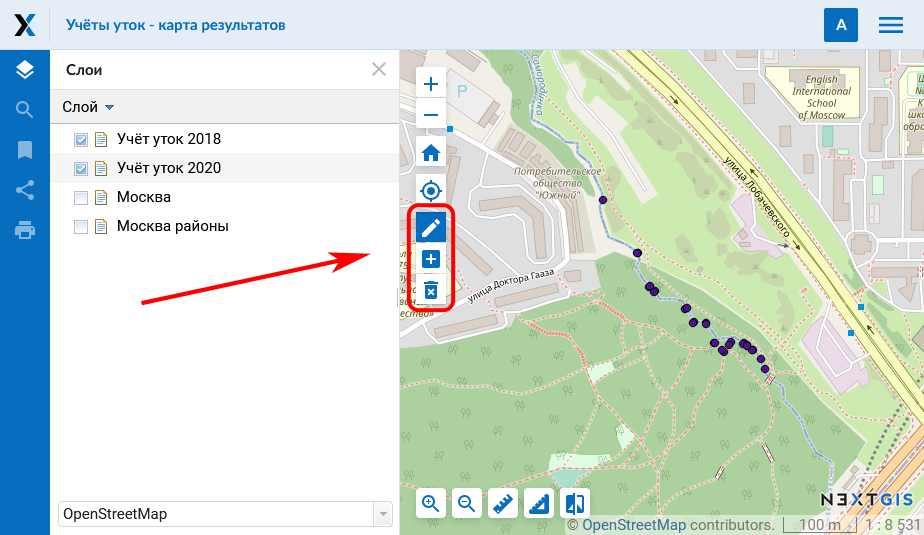 Учёты уток - карта результатов
A
Слои
Слой
Учёт уток 2018
Учёт уток 2020
Москва
Москва районы
OpenStreetMap
P
Самородинка
English
International
School
of Moscow
улица Лобачевского
Потребительское
общество
"Южный"
улица Доктора Гааза
NEXTGIS
© OpenStreetMap contributors.
100 m
1 : 8 531